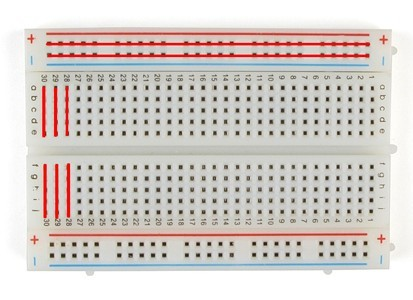 + +
− −
30 29 28 27 26 25 24 23 22 21 20 19 18 17 16 15 14 13 12 11 10 9 8 7 6 5 4 3 2 1
a a
b b
c c
d d
e e
f f
g g
h h
i i
j j
30 29 28 27 26 25 24 23 22 21 20 19 18 17 16 15 14 13 12 11 10 9 8 7 6 5 4 3 2 1
+ +
− −